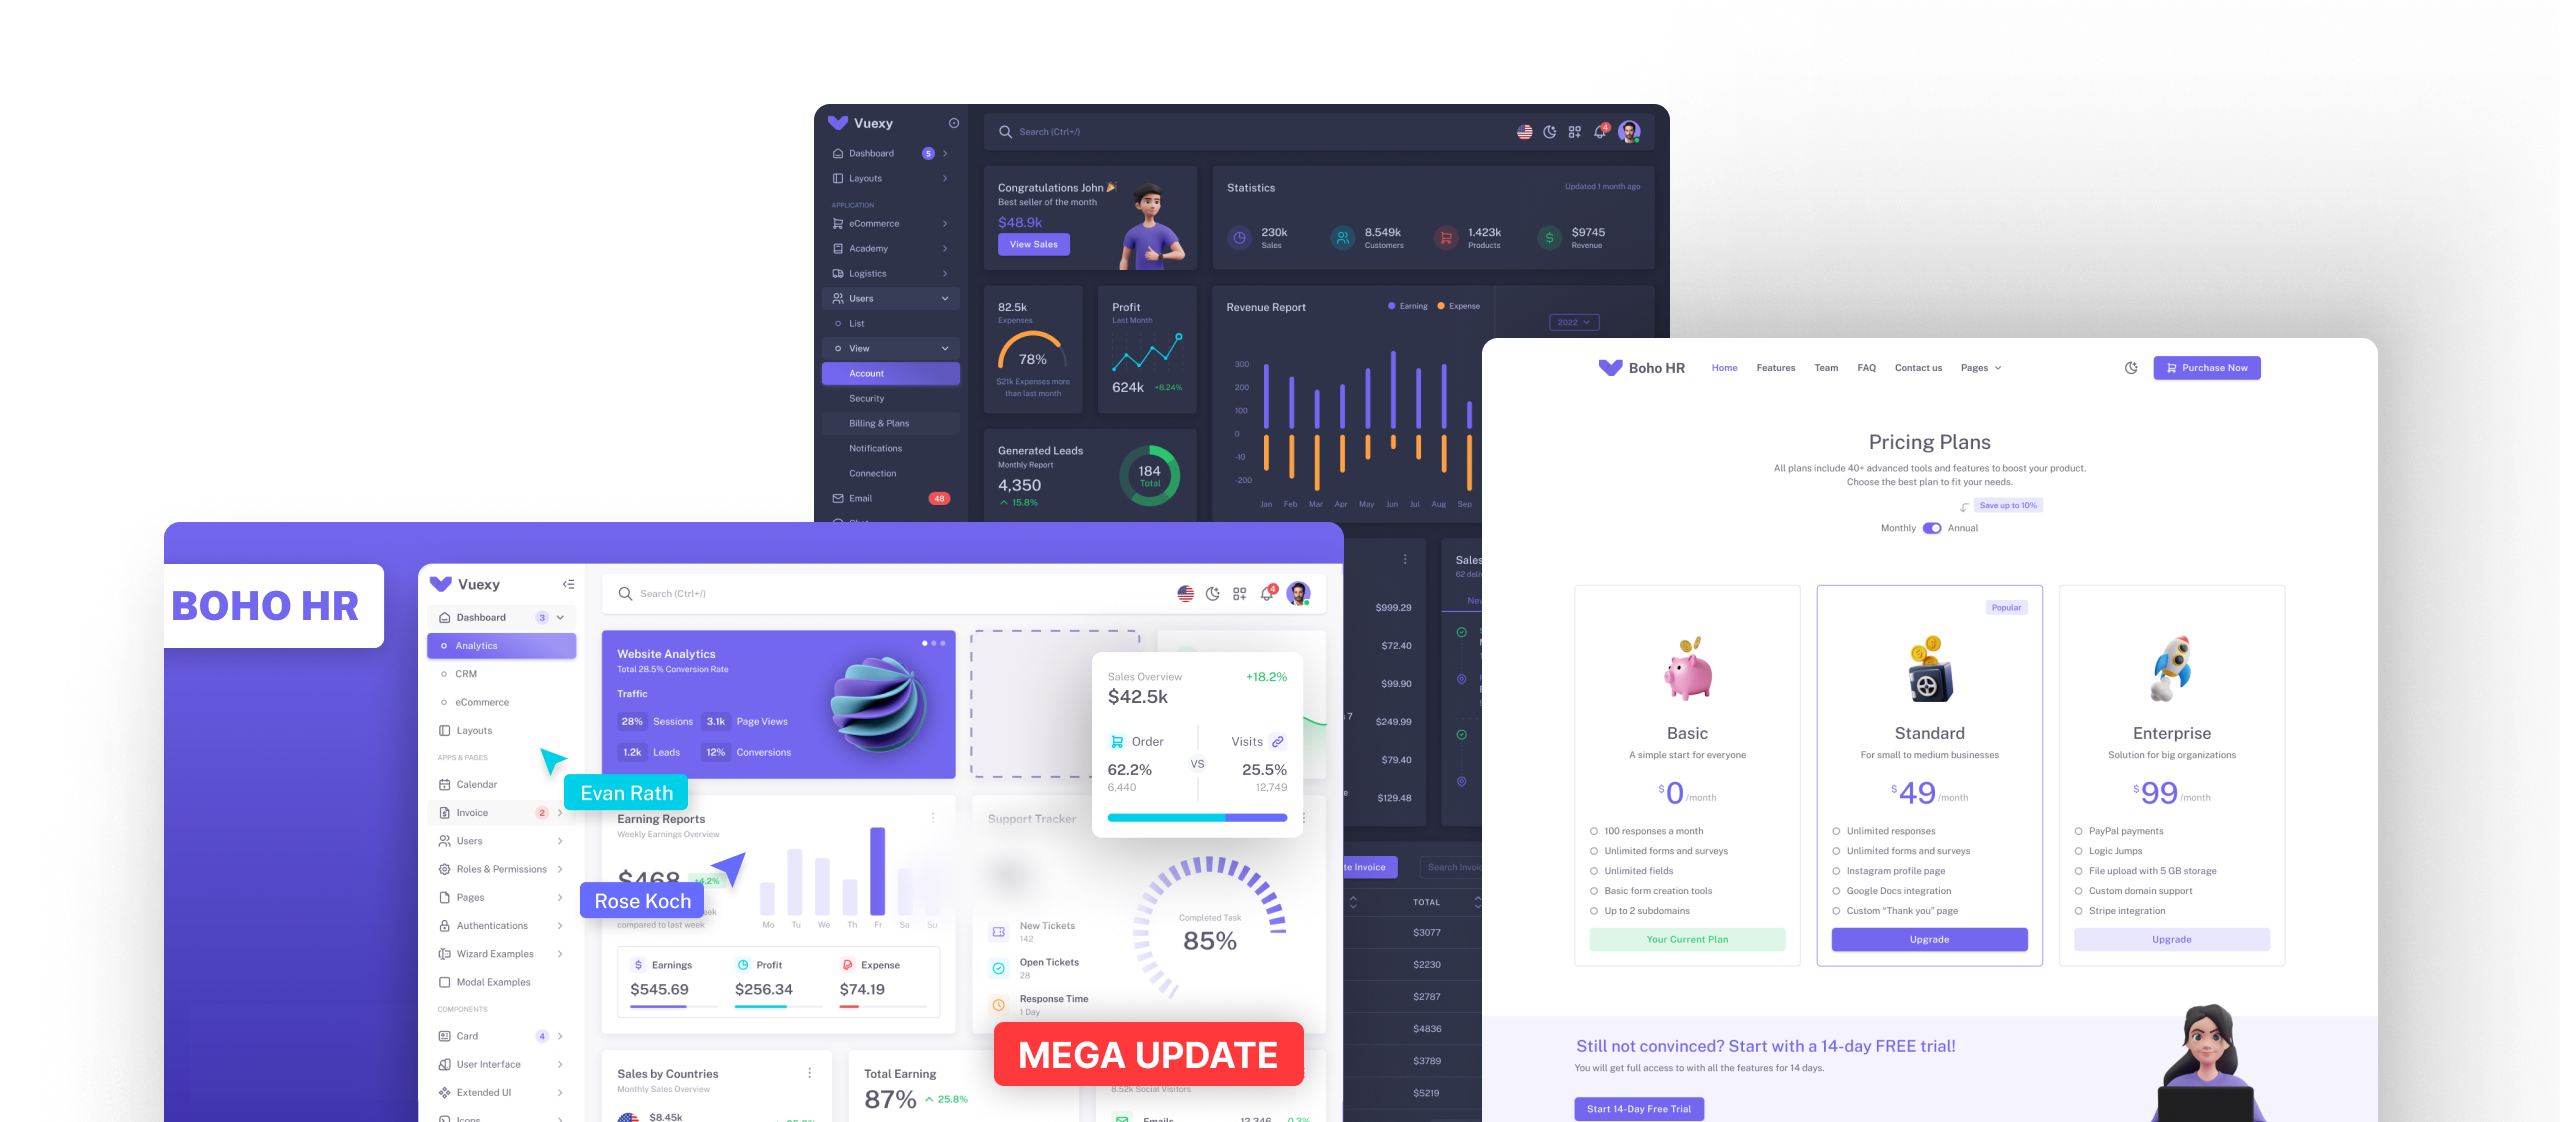 Vuexy
Dashboard 5
Layouts
APPLICATION
eCommerce
Academy
Logistics
Users
List
View
Account
Security
Billing & Plans
Notifications
Connection
Email 48
Search (Ctrl+/)
4
Congratulations John
Best seller of the month
$48.9k
View Sales
Statistics
Updated 1 month ago
230k
Sales
8.549k
Customers
1.423k
Products
$9745
Revenue
82.5k
Expenses
78%
$21k Expenses more
than last month
Profit
Last Month
624k +8.24%
Revenue Report
Earning Expense
2022
300
200
100
0
-10
-200
Jan Feb Mar Apr May Jun Jul Aug Sep
Generated Leads
Monthly Report
4,350
15.8%
184
Total
$999.29
$72.40
$99.90
$249.99
$79.40
$129.48
Sales
TOTAL
$3077
$2230
$2787
$4836
$3789
$5219
BOHO HR
Vuexy
Dashboard 3
Analytics
CRM
eCommerce
Layouts
APPS & PAGES
Calendar
Invoice 2
Users
Roles & Permissions
Pages
Authentications
Wizard Examples
Modal Examples
COMPONENTS
Card 4
User Interface
Extended UI
Icons
Search (Ctrl+/)
4
Website Analytics
Total 28.5% Conversion Rate
Traffic
28% Sessions 3.1k Page Views
1.2k Leads 12% Conversions
Evan Rath
Rose Koch
Sales Overview +18.2%
$42.5k
Order
62.2%
6,440
VS
Visits
25.5%
12,749
Earning Reports
Weekly Earnings Overview
$468 +4.2%
compared to last week
Mo Tu We Th Fr Sa Su
Earnings
$545.69
Profit
$256.34
Expense
$74.19
Support Tracker
New Tickets
142
Open Tickets
28
Response Time
1 Day
Completed Task
85%
MEGA UPDATE
Sales by Countries
Monthly Sales Overview
$8.45k
Total Earning
87% 25.8%
8.52k Social Visitors
Emails 12,346 0.3%
Boho HR
Home Features Team FAQ Contact us Pages
Purchase Now
Pricing Plans
All plans include 40+ advanced tools and features to boost your product.
Choose the best plan to fit your needs.
Save up to 10%
Monthly Annual
Basic
A simple start for everyone
$0/month
100 responses a month
Unlimited forms and surveys
Unlimited fields
Basic form creation tools
Up to 2 subdomains
Your Current Plan
Popular
Standard
For small to medium businesses
$49/month
Unlimited responses
Unlimited forms and surveys
Instagram profile page
Google Docs integration
Custom “Thank you” page
Upgrade
Enterprise
Solution for big organizations
$99/month
PayPal payments
Logic Jumps
File upload with 5 GB storage
Custom domain support
Stripe integration
Upgrade
Still not convinced? Start with a 14-day FREE trial!
You will get full access to with all the features for 14 days.
Start 14-Day Free Trial